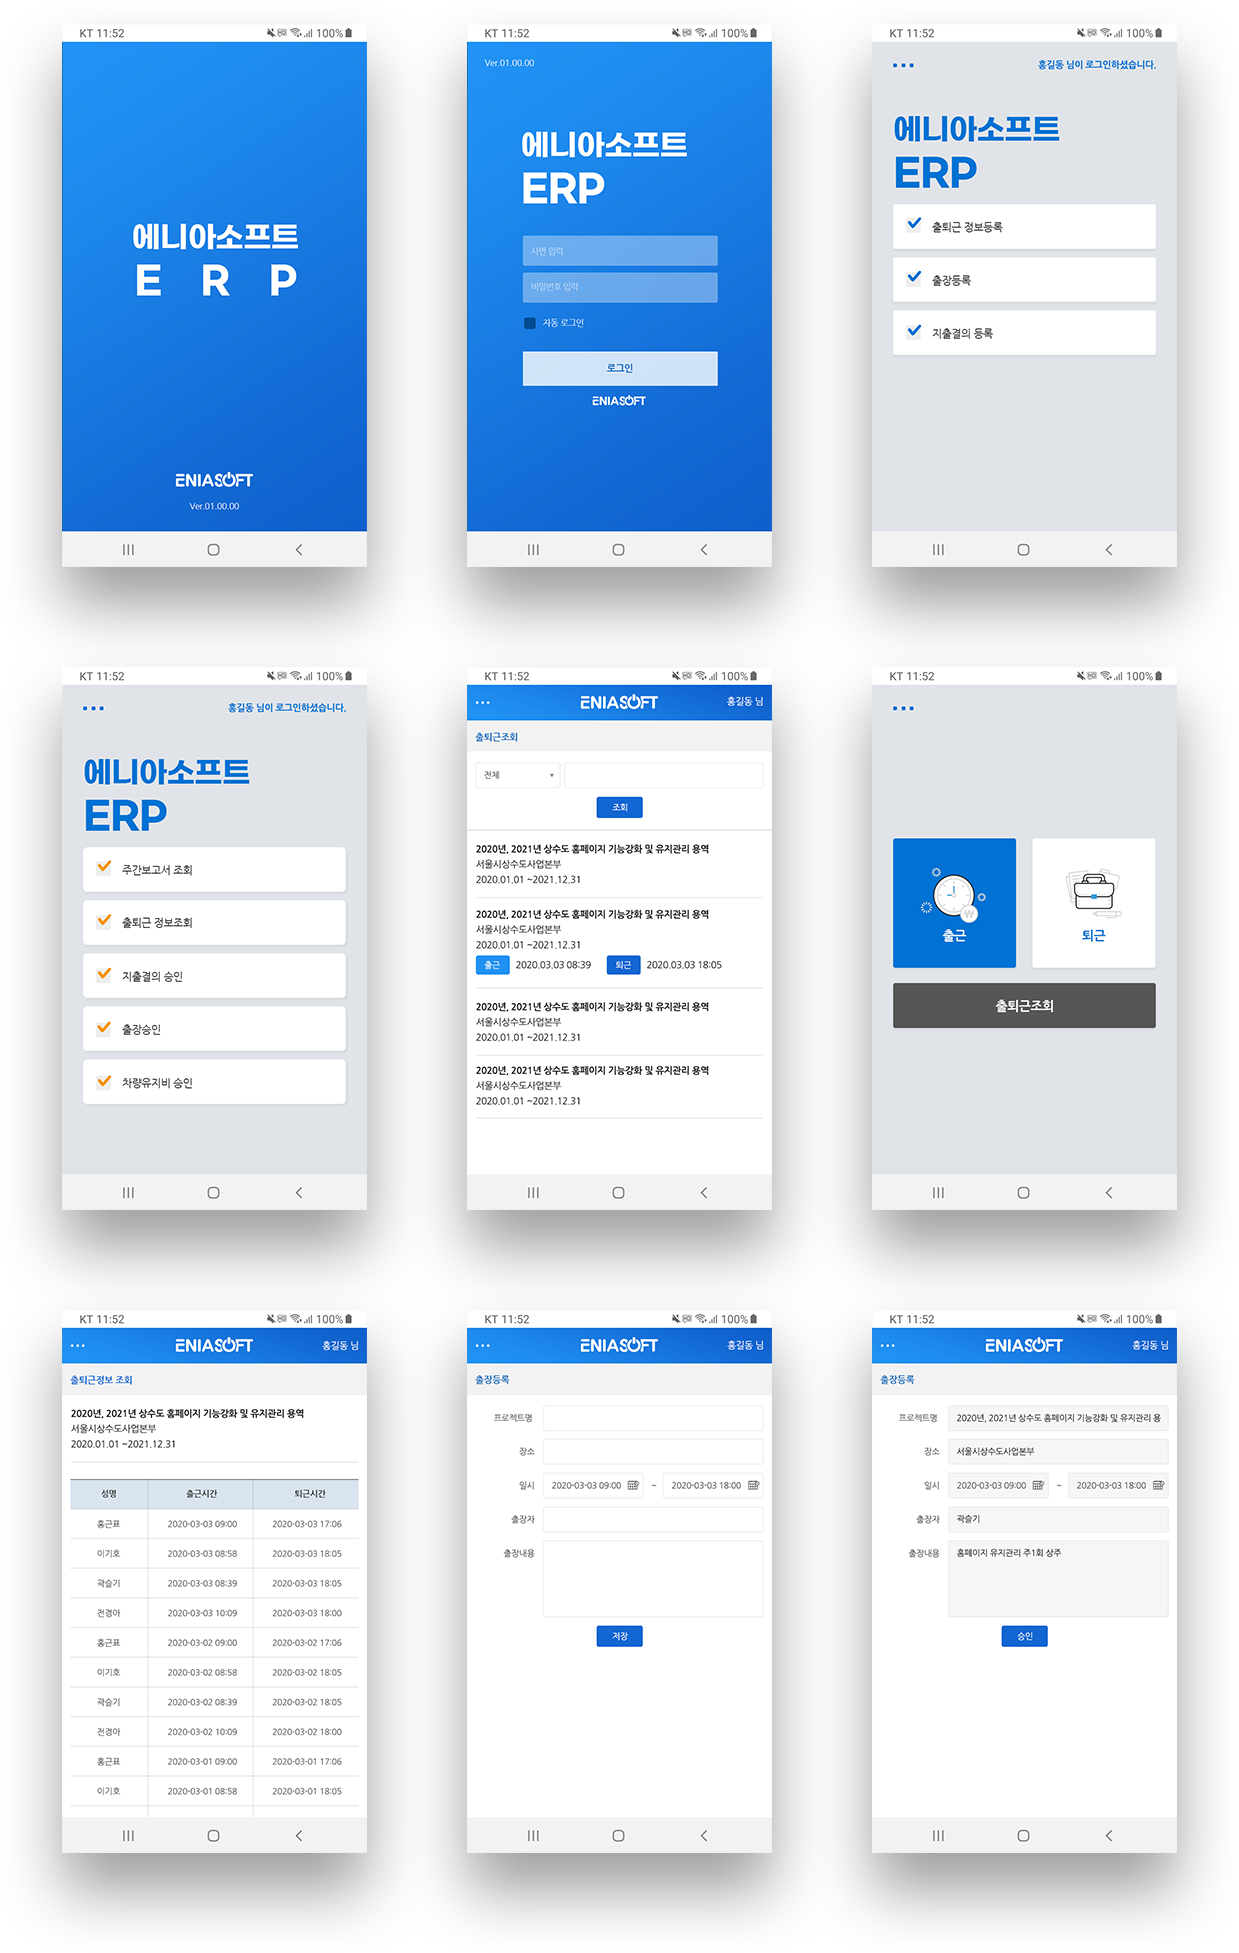 KT 11:52
100%
에니아소프트
E R P
ENIASOFT
Ver.01.00.00
KT 11:52
100%
Ver.01.00.00
에니아소프트
ERP
사번 입력
비밀번호 입력
자동 로그인
로그인
ENIASOFT
KT 11:52
100%
홍길동 님이 로그인하셨습니다.
에니아소프트
ERP
출퇴근 정보등록
출장등록
지출결의 등록
KT 11:52
100%
홍길동 님이 로그인하셨습니다.
에니아소프트
ERP
주간보고서 조회
출퇴근 정보조회
지출결의 승인
출장승인
차량유지비 승인
KT 11:52
100%
ENIASOFT
홍길동 님
출퇴근조회
전체
조회
2020년, 2021년 상수도 홈페이지 기능강화 및 유지관리 용역
서울시상수도사업본부
2020.01.01 ~2021.12.31
2020년, 2021년 상수도 홈페이지 기능강화 및 유지관리 용역
서울시상수도사업본부
2020.01.01 ~2021.12.31
출근 2020.03.03 08:39 퇴근 2020.03.03 18:05
2020년, 2021년 상수도 홈페이지 기능강화 및 유지관리 용역
서울시상수도사업본부
2020.01.01 ~2021.12.31
2020년, 2021년 상수도 홈페이지 기능강화 및 유지관리 용역
서울시상수도사업본부
2020.01.01 ~2021.12.31
KT 11:52
100%
₩
출근
퇴근
출퇴근조회
KT 11:52
100%
ENIASOFT
홍길동 님
출퇴근정보 조회
2020년, 2021년 상수도 홈페이지 기능강화 및 유지관리 용역
서울시상수도사업본부
2020.01.01 ~2021.12.31
성명 출근시간 퇴근시간
홍근표 2020-03-03 09:00 2020-03-03 17:06
이기호 2020-03-03 08:58 2020-03-03 18:05
곽슬기 2020-03-03 08:39 2020-03-03 18:05
전경아 2020-03-03 10:09 2020-03-03 18:00
홍근표 2020-03-02 09:00 2020-03-02 17:06
이기호 2020-03-02 08:58 2020-03-02 18:05
곽슬기 2020-03-02 08:39 2020-03-02 18:05
전경아 2020-03-02 10:09 2020-03-02 18:00
홍근표 2020-03-01 09:00 2020-03-01 17:06
이기호 2020-03-01 08:58 2020-03-01 18:05
KT 11:52
100%
ENIASOFT
홍길동 님
출장등록
프로젝트명
장소
일시 2020-03-03 09:00 ~ 2020-03-03 18:00
출장자
출장내용
저장
KT 11:52
100%
ENIASOFT
홍길동 님
출장등록
프로젝트명 2020년, 2021년 상수도 홈페이지 기능강화 및 유지관리 용
장소 서울시상수도사업본부
일시 2020-03-03 09:00 ~ 2020-03-03 18:00
출장자 곽슬기
출장내용 홈페이지 유지관리 주1회 상주
승인